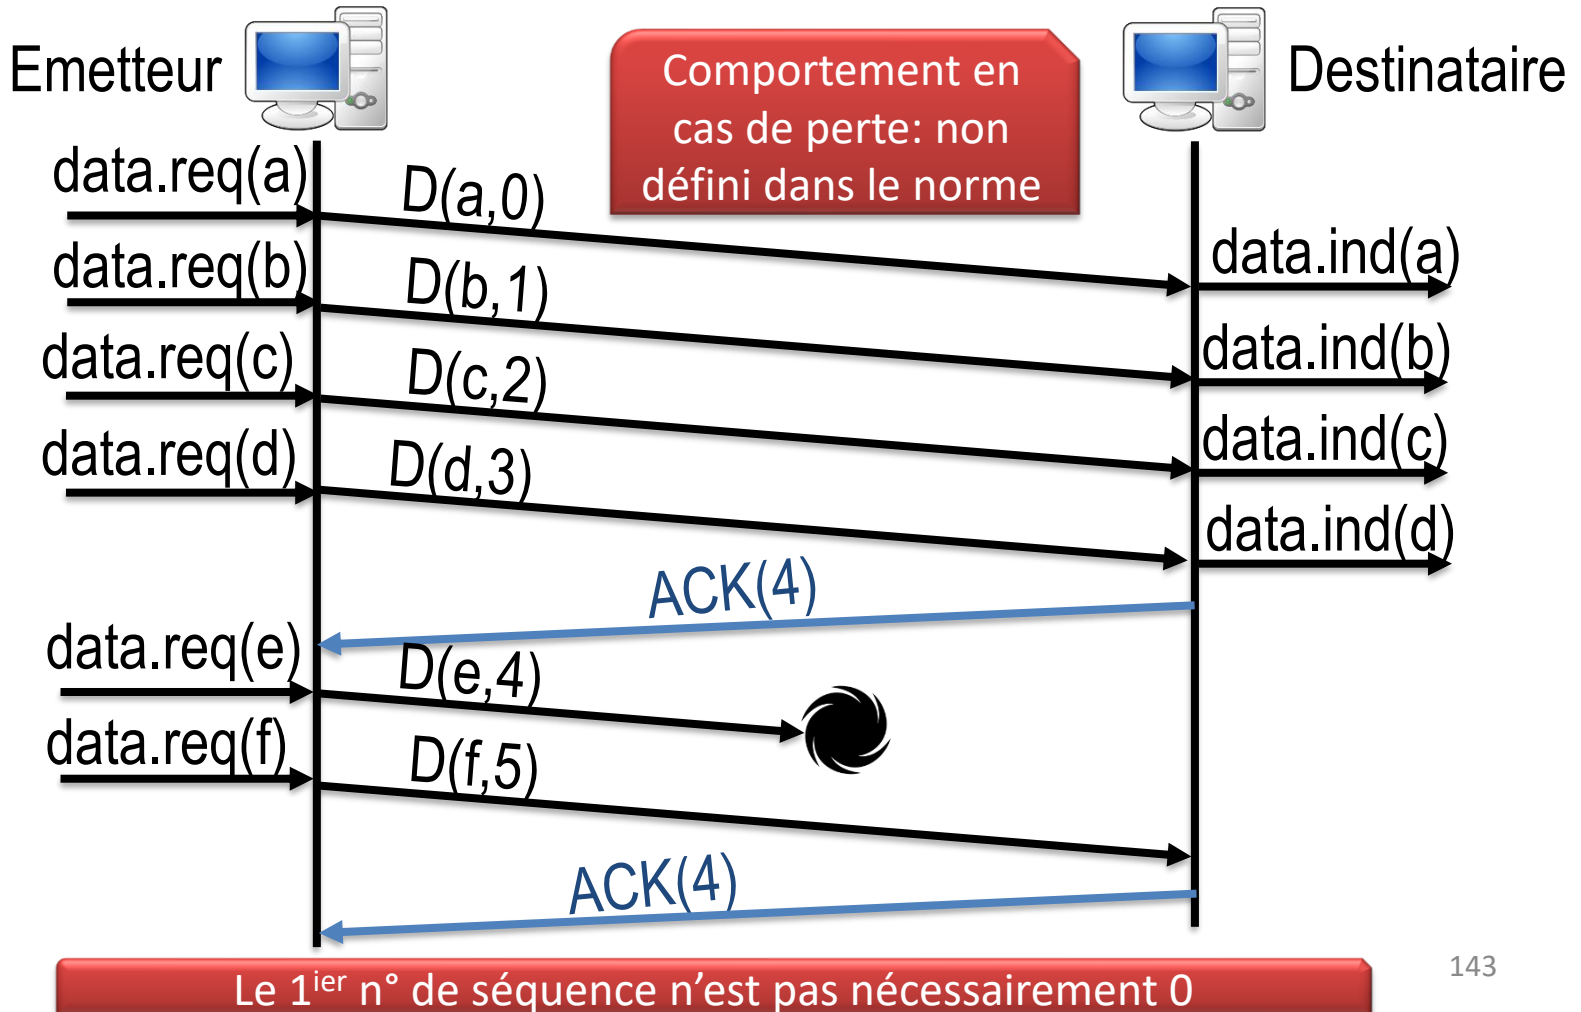 Emetteur
Comportement en
cas de perte: non
défini dans le norme
Destinataire
data.req(a)
D(a,0)
data.ind(a)
data.req(b)
D(b,1)
data.ind(b)
data.req(c)
D(c,2)
data.ind(c)
data.req(d)
D(d,3)
data.ind(d)
ACK(4)
data.req(e)
D(e,4)
data.req(f)
D(f,5)
ACK(4)
Le 1ier n° de séquence n’est pas nécessairement 0
143